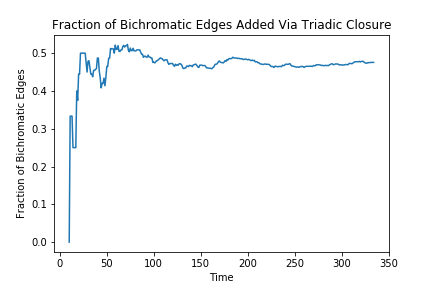 Fraction of Bichromatic Edges Added Via Triadic Closure
Fraction of Bichromatic Edges
0.5
0.4
0.3
0.2
0.1
0.0
0 50 100 150 200 250 300 350
Time